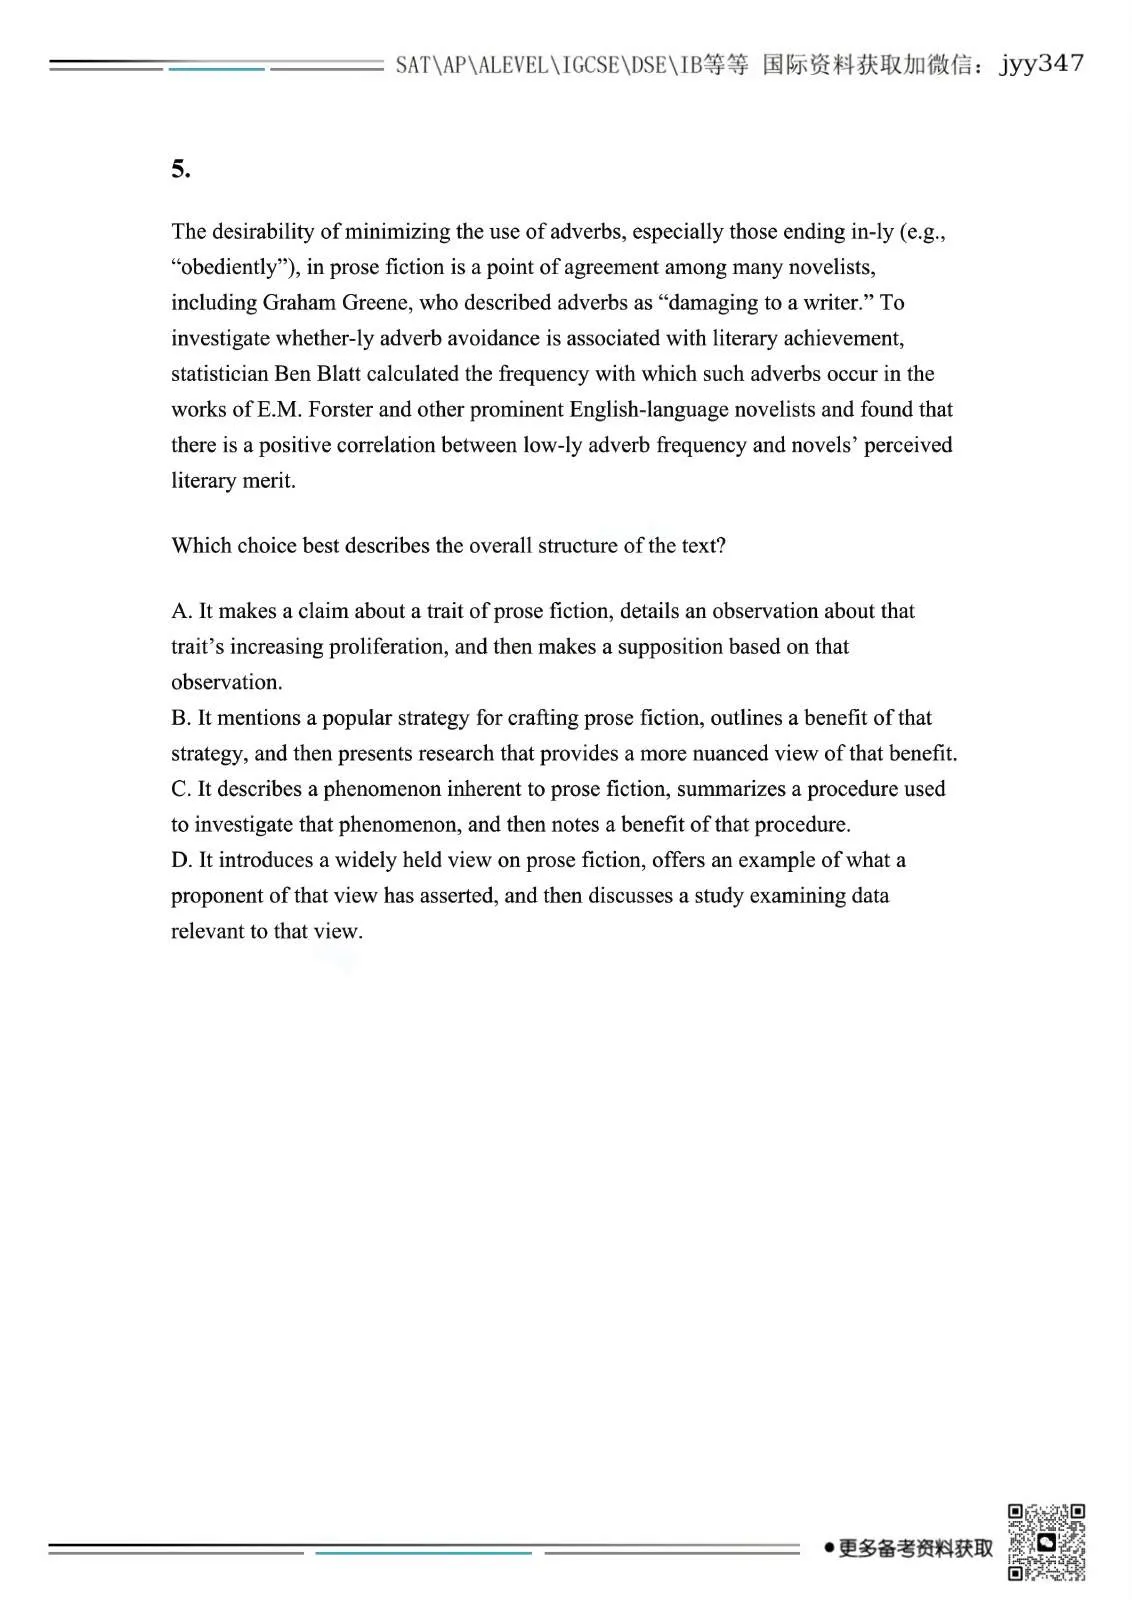 SAT\AP\ALEVEL\IGCSE\DSE\IB等等 国际资料获取加微信：jyy347
5.
The desirability of minimizing the use of adverbs, especially those ending in-ly (e.g.,
“obediently”), in prose fiction is a point of agreement among many novelists,
including Graham Greene, who described adverbs as “damaging to a writer.” To
investigate whether-ly adverb avoidance is associated with literary achievement,
statistician Ben Blatt calculated the frequency with which such adverbs occur in the
works of E.M. Forster and other prominent English-language novelists and found that
there is a positive correlation between low-ly adverb frequency and novels’ perceived
literary merit.
Which choice best describes the overall structure of the text?
A. It makes a claim about a trait of prose fiction, details an observation about that
trait’s increasing proliferation, and then makes a supposition based on that
observation.
B. It mentions a popular strategy for crafting prose fiction, outlines a benefit of that
strategy, and then presents research that provides a more nuanced view of that benefit.
C. It describes a phenomenon inherent to prose fiction, summarizes a procedure used
to investigate that phenomenon, and then notes a benefit of that procedure.
D. It introduces a widely held view on prose fiction, offers an example of what a
proponent of that view has asserted, and then discusses a study examining data
relevant to that view.
●更多备考资料获取